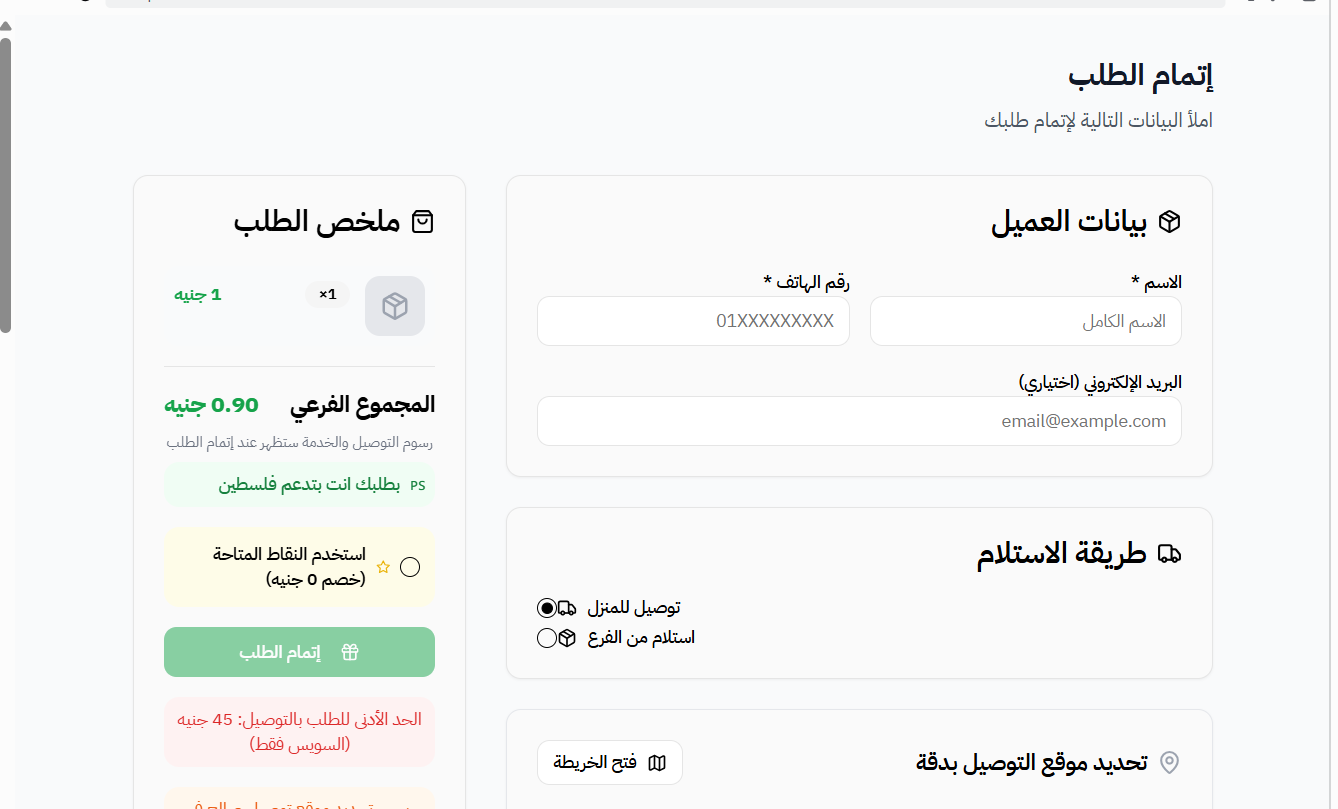 إتمام الطلب
املأ البيانات التالية لإتمام طلبك
بيانات العميل
الاسم *
الاسم الكامل
رقم الهاتف *
01XXXXXXXXX
البريد الإلكتروني (اختياري)
email@example.com
طريقة الاستلام
توصيل للمنزل
استلام من الفرع
تحديد موقع التوصيل بدقة
فتح الخريطة
ملخص الطلب
×1
1 جنيه
المجموع الفرعي
0.90 جنيه
رسوم التوصيل والخدمة ستظهر عند إتمام الطلب
PS بطلبك انت بتدعم فلسطين
استخدم النقاط المتاحة
(خصم 0 جنيه)
إتمام الطلب
الحد الأدنى للطلب بالتوصيل: 45 جنيه
(السويس فقط)